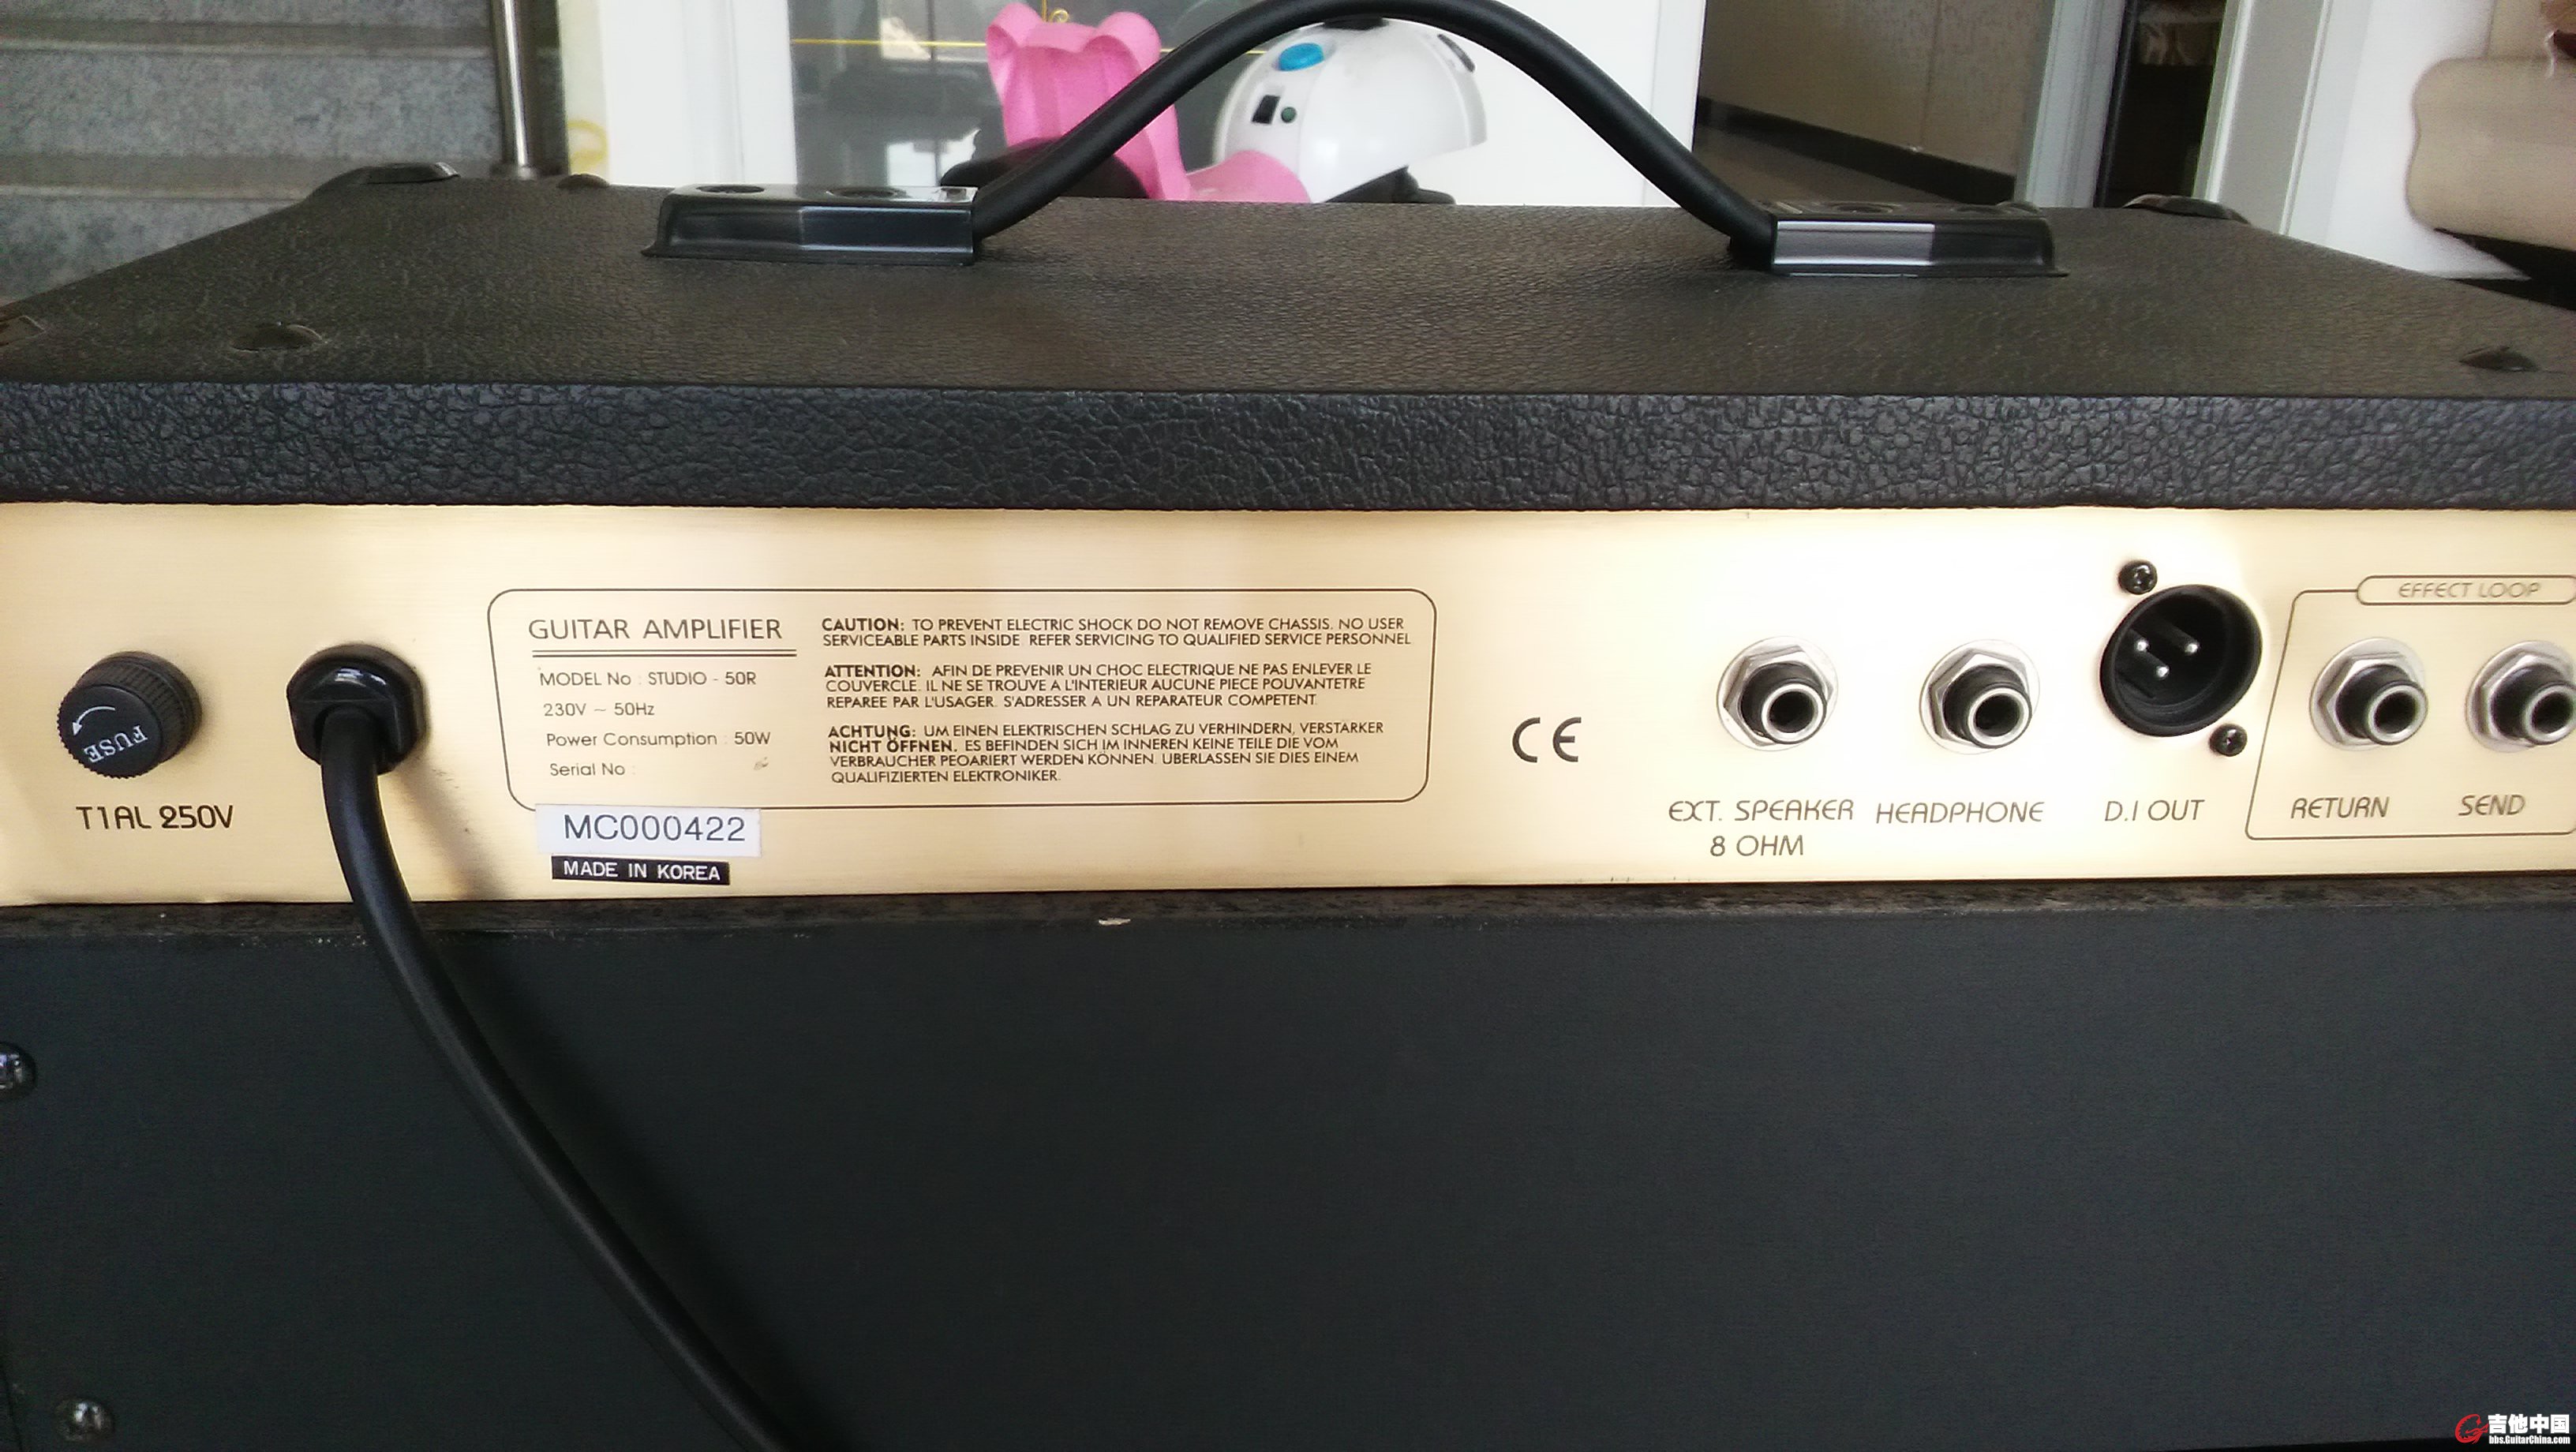 FUSE
T1AL 250V
GUITAR AMPLIFIER
MODEL No : STUDIO - 50R
230V ~ 50Hz
Power Consumption : 50W
Serial No :
MC000422
MADE IN KOREA
CAUTION: TO PREVENT ELECTRIC SHOCK DO NOT REMOVE CHASSIS. NO USER
SERVICEABLE PARTS INSIDE. REFER SERVICING TO QUALIFIED SERVICE PERSONNEL
ATTENTION: AFIN DE PREVENIR UN CHOC ELECTRIQUE NE PAS ENLEVER LE
COUVERCLE. IL NE SE TROUVE A L'INTERIEUR AUCUNE PIECE POUVANTETRE
REPAREE PAR L'USAGER. S'ADRESSER A UN REPARATEUR COMPETENT.
ACHTUNG: UM EINEN ELEKTRISCHEN SCHLAG ZU VERHINDERN, VERSTARKER
NICHT ÖFFNEN. ES BEFINDEN SICH IM INNEREN KEINE TEILE DIE VOM
VERBRAUCHER PEOARIERT WERDEN KÖNNEN. UBERLASSEN SIE DIES EINEM
QUALIFIZIERTEN ELEKTRONIKER.
CE
EXT. SPEAKER
8 OHM
HEADPHONE
D.I OUT
EFFECT LOOP
RETURN
SEND
吉他中国
bbs.GuitarChina.com